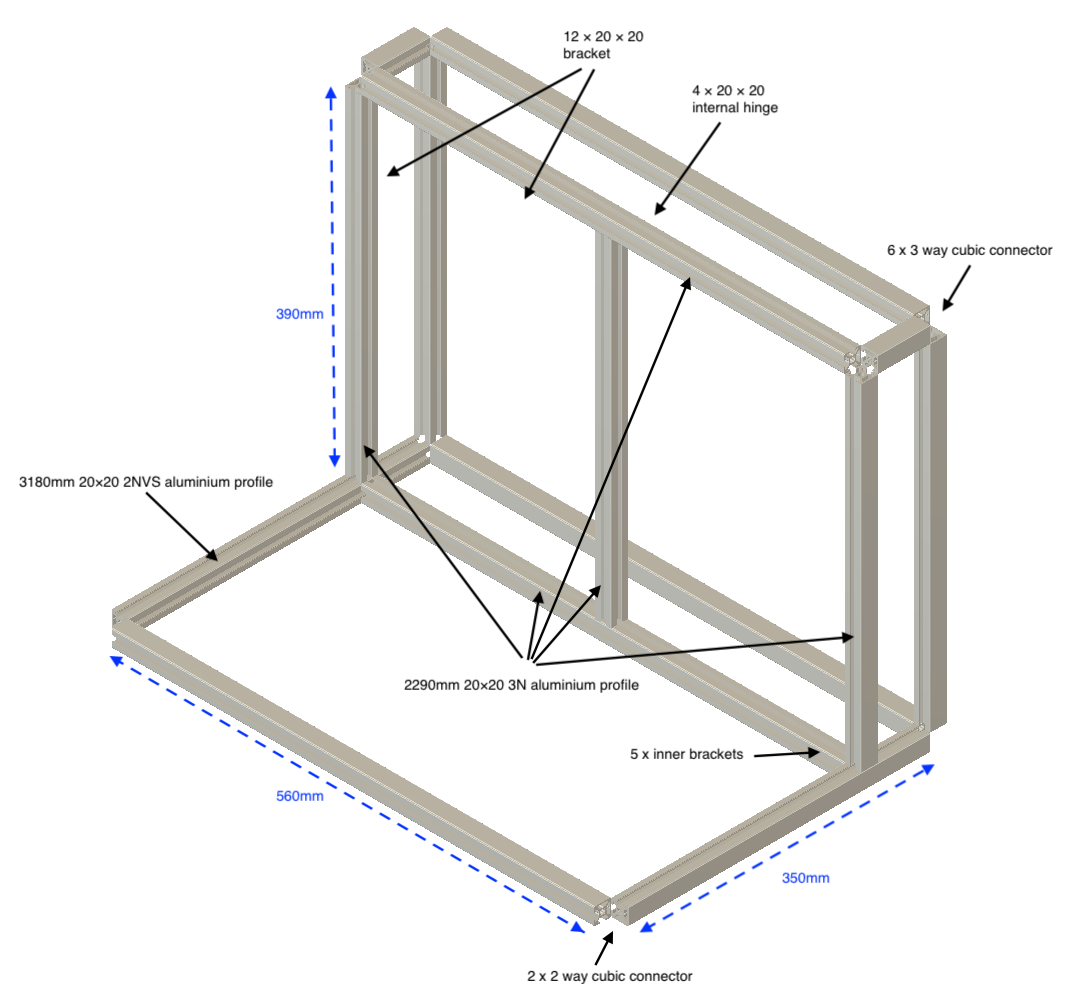 12 × 20 × 20
bracket
4 × 20 × 20
internal hinge
6 x 3 way cubic connector
390mm
3180mm 20×20 2NVS aluminium profile
2290mm 20×20 3N aluminium profile
5 x inner brackets
560mm
350mm
2 x 2 way cubic connector